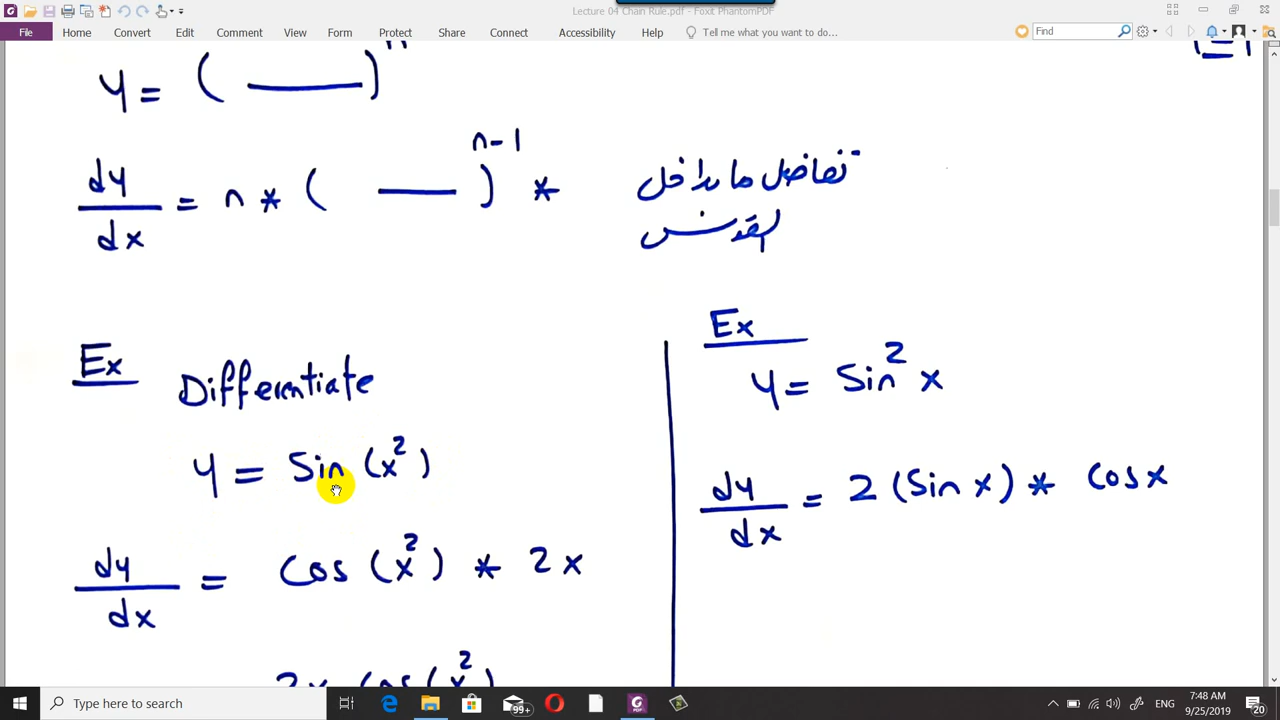 Lecture 04 Chain Rule.pdf - Foxit PhantomPDF
File Home Convert Edit Comment View Form Protect Share Connect Accessibility Help Tell me what you want to do... Find
y = ( —— )ⁿ
dy/dx = n * ( —— )ⁿ⁻¹ * تفاضل ما بداخل
القوس
Ex Differentiate
y = Sin (x²)
dy/dx = Cos (x²) * 2x
2x Cos (x²)
Ex
y = Sin² x
dy/dx = 2 (Sin x) * Cos x
Type here to search
99+
7:48 AM
9/25/2019
20